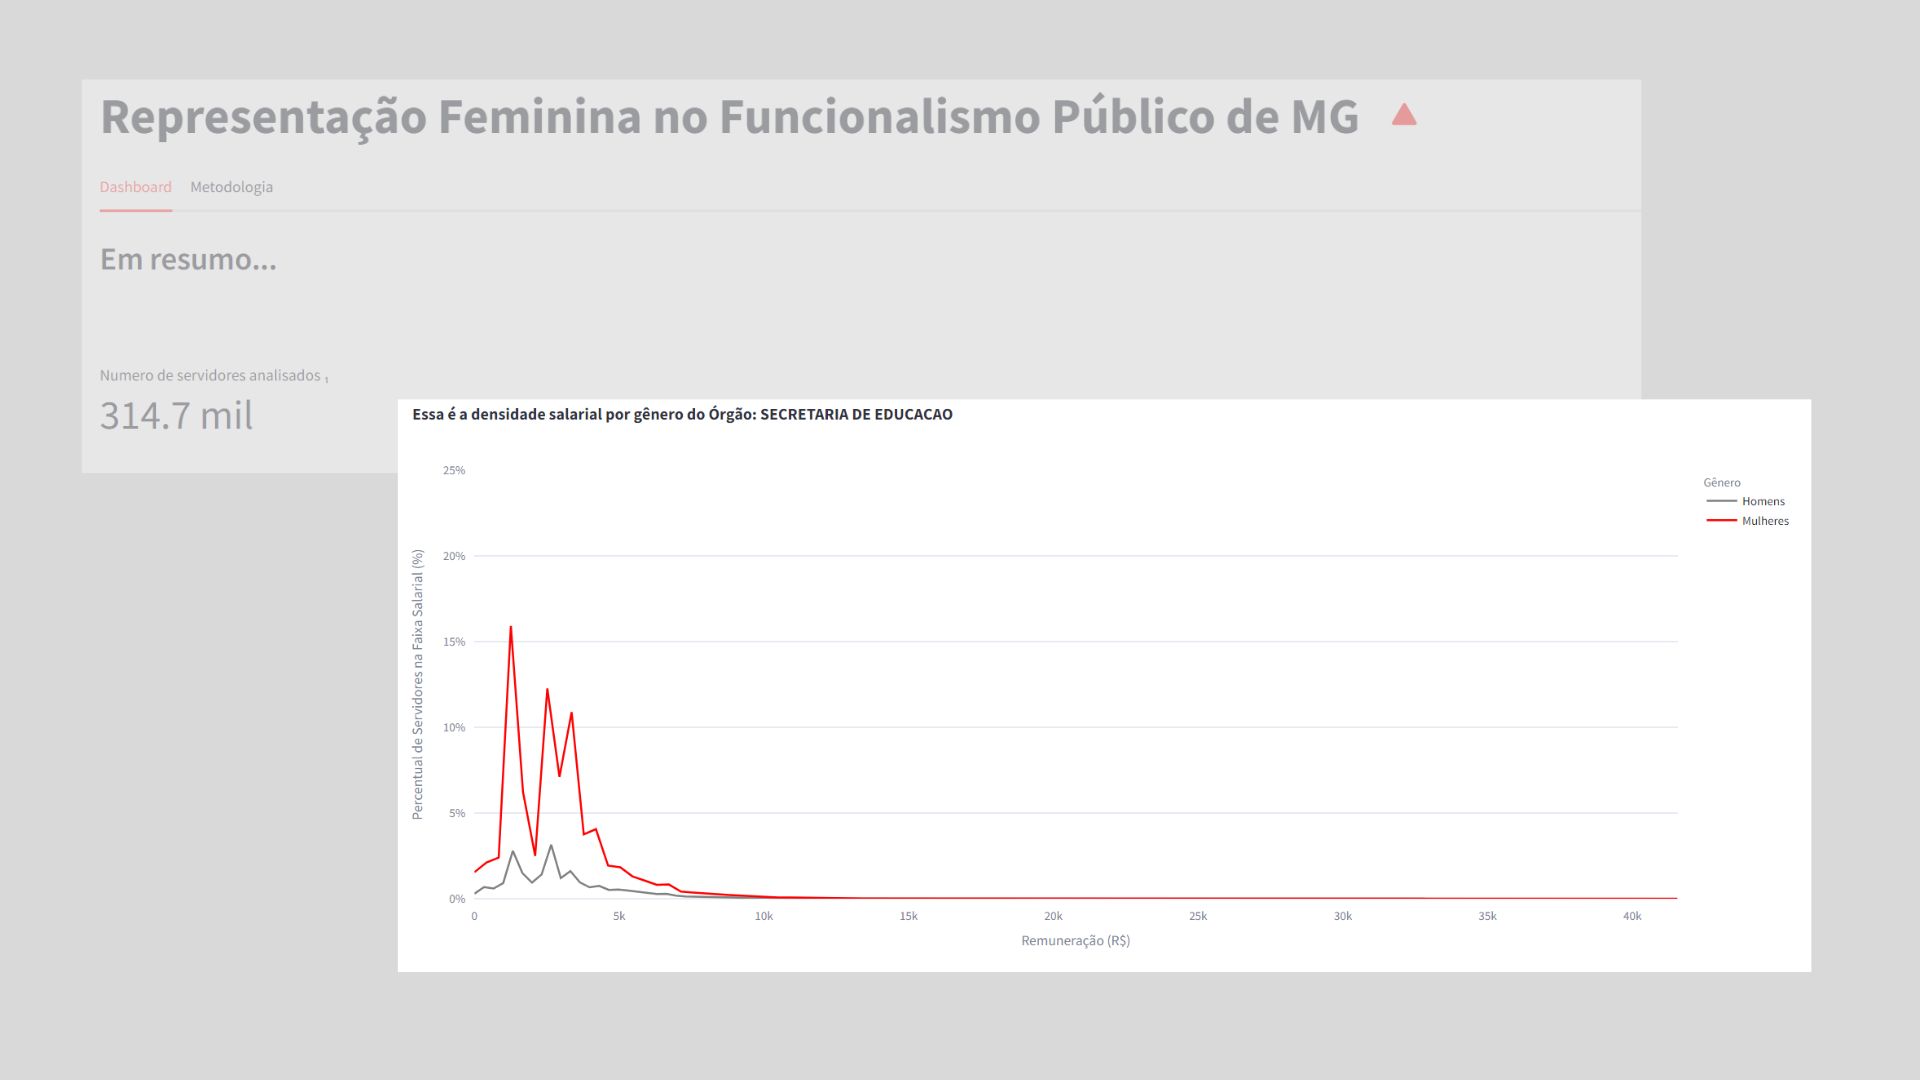 Representação Feminina no Funcionalismo Público de MG
Dashboard Metodologia
Em resumo...
Numero de servidores analisados ₁
314.7 mil
Essa é a densidade salarial por gênero do Órgão: SECRETARIA DE EDUCACAO
Percentual de Servidores na Faixa Salarial (%)
25%
20%
15%
10%
5%
0%
0 5k 10k 15k 20k 25k 30k 35k 40k
Remuneração (R$)
Gênero
Homens
Mulheres